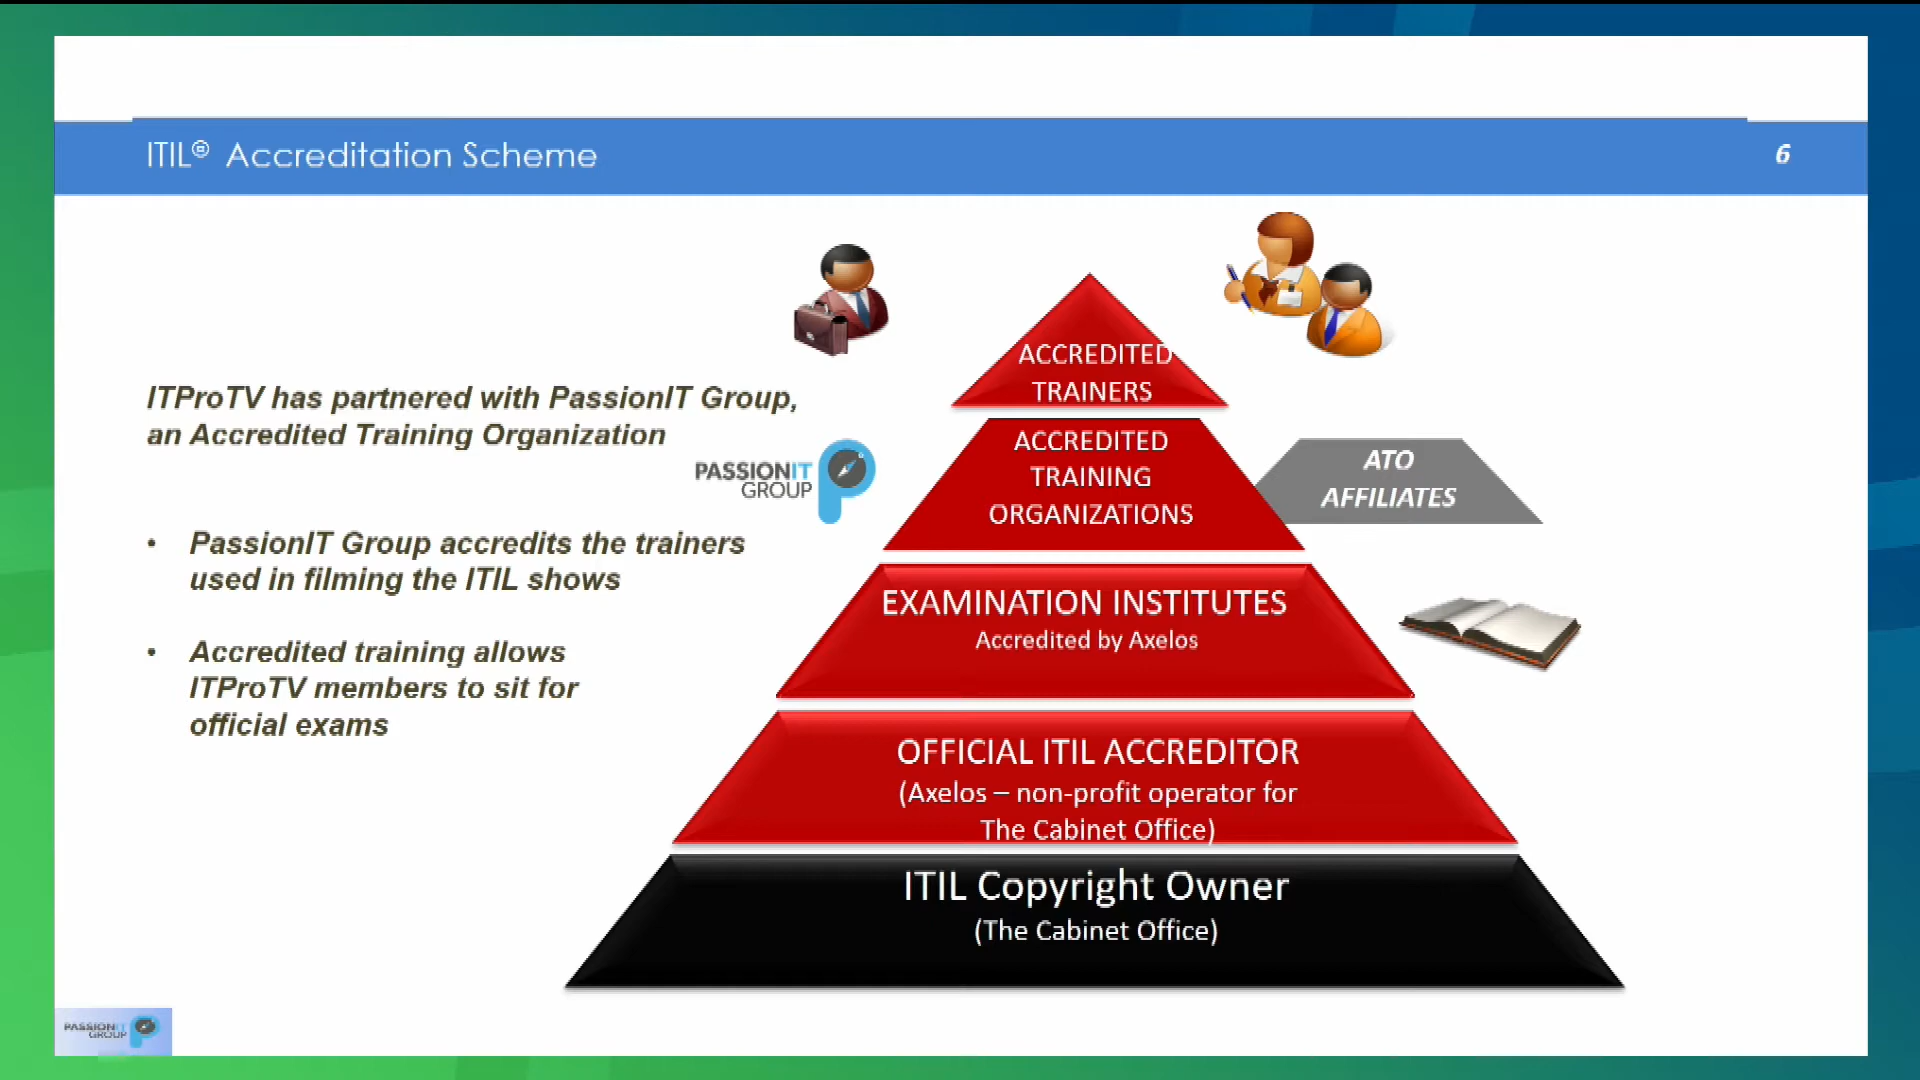 ITIL® Accreditation Scheme
6
ITProTV has partnered with PassionIT Group,
an Accredited Training Organization
PASSIONIT
GROUP
• PassionIT Group accredits the trainers
used in filming the ITIL shows
• Accredited training allows
ITProTV members to sit for
official exams
ACCREDITED
TRAINERS
ACCREDITED
TRAINING
ORGANIZATIONS
ATO
AFFILIATES
EXAMINATION INSTITUTES
Accredited by Axelos
OFFICIAL ITIL ACCREDITOR
(Axelos – non-profit operator for
The Cabinet Office)
ITIL Copyright Owner
(The Cabinet Office)
PASSIONIT
GROUP